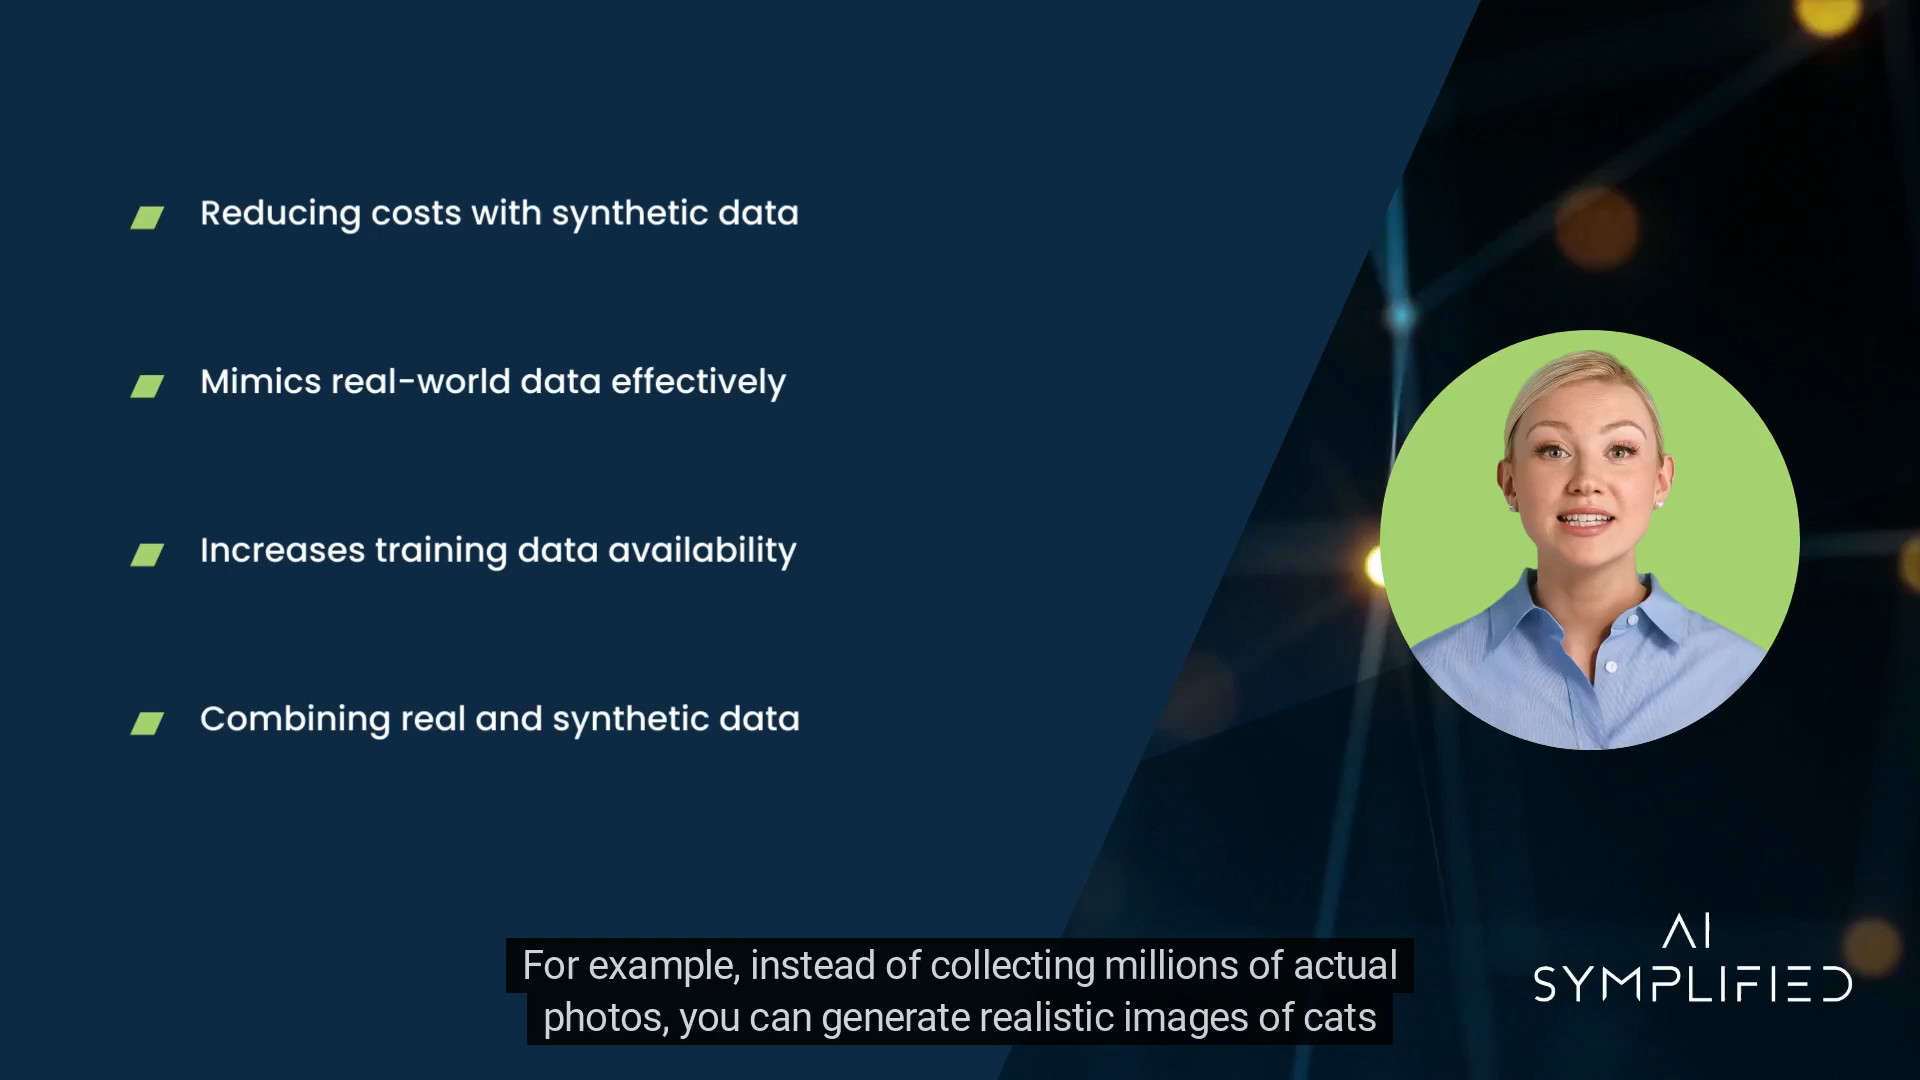 Reducing costs with synthetic data
Mimics real-world data effectively
Increases training data availability
Combining real and synthetic data
For example, instead of collecting millions of actual
photos, you can generate realistic images of cats
AI
SYMPLIFIED